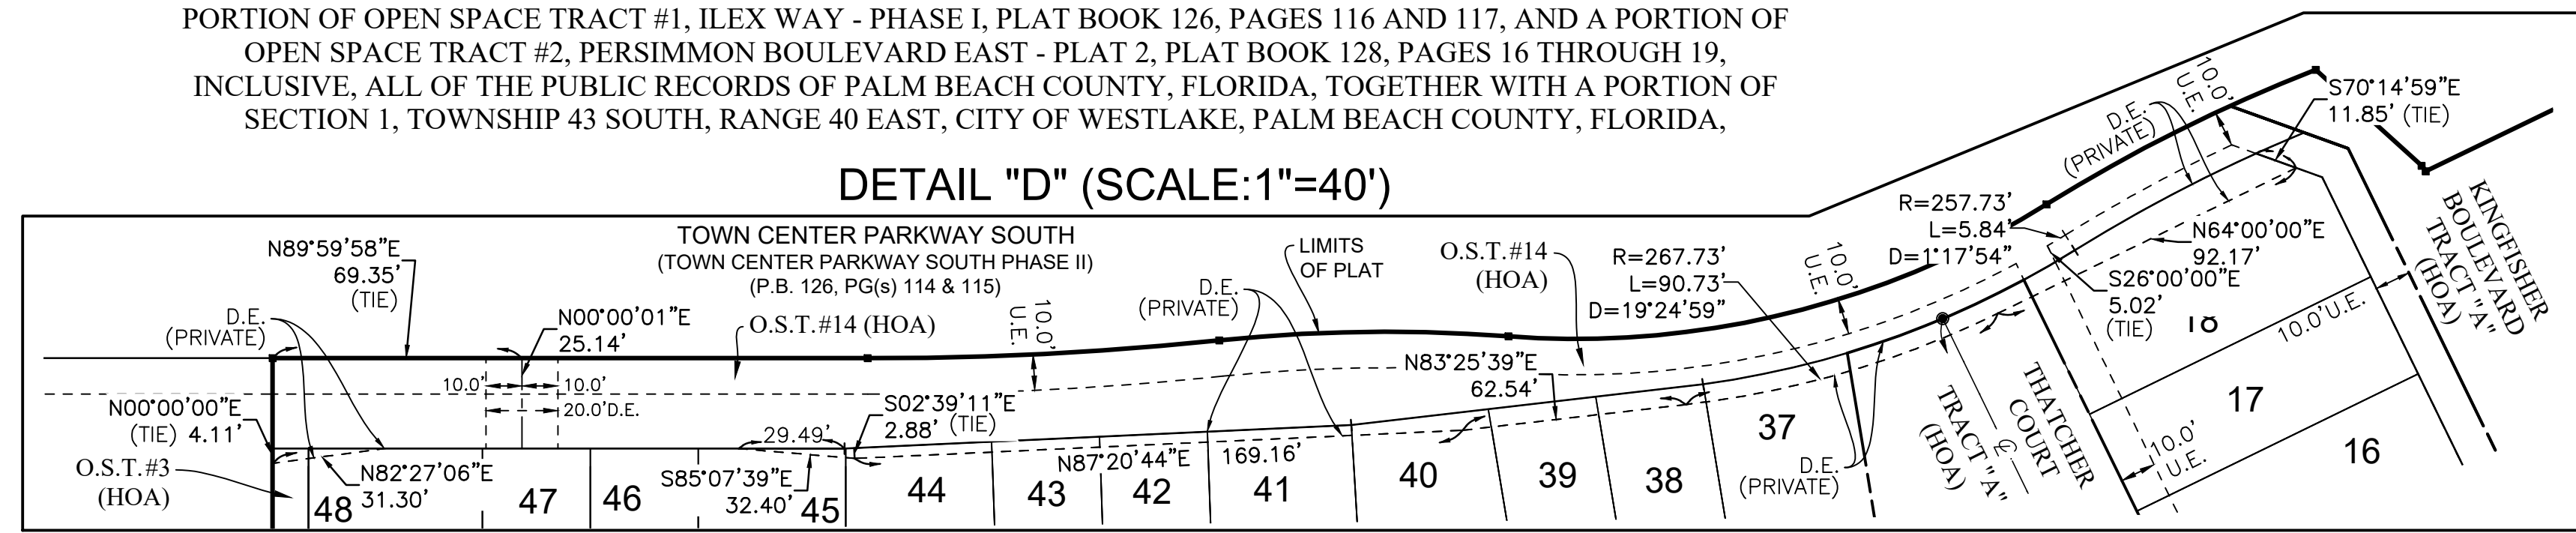 PORTION OF OPEN SPACE TRACT #1, ILEX WAY - PHASE I, PLAT BOOK 126, PAGES 116 AND 117, AND A PORTION OF
OPEN SPACE TRACT #2, PERSIMMON BOULEVARD EAST - PLAT 2, PLAT BOOK 128, PAGES 16 THROUGH 19,
INCLUSIVE, ALL OF THE PUBLIC RECORDS OF PALM BEACH COUNTY, FLORIDA, TOGETHER WITH A PORTION OF
SECTION 1, TOWNSHIP 43 SOUTH, RANGE 40 EAST, CITY OF WESTLAKE, PALM BEACH COUNTY, FLORIDA,
DETAIL "D" (SCALE:1"=40')
N89°59'58"E
69.35'
(TIE)
TOWN CENTER PARKWAY SOUTH
(TOWN CENTER PARKWAY SOUTH PHASE II)
(P.B. 126, PG(s) 114 & 115)
LIMITS
OF PLAT
O.S.T.#14
(HOA)
R=267.73'
L=90.73'
D=19°24'59"
10.0'
U.E.
R=257.73'
L=5.84'
D=1°17'54"
D.E.
(PRIVATE)
10.0'
U.E.
S70°14'59"E
11.85' (TIE)
KINGFISHER
BOULEVARD
TRACT "A"
(HOA)
N64°00'00"E
92.17'
S26°00'00"E
5.02'
(TIE)
18
10.0'U.E.
17
16
10.0'
U.E.
D.E.
(PRIVATE)
N00°00'01"E
25.14'
O.S.T.#14 (HOA)
10.0'
U.E.
D.E.
(PRIVATE)
N83°25'39"E
62.54'
10.0'
10.0'
20.0'D.E.
N00°00'00"E
(TIE) 4.11'
O.S.T.#3
(HOA)
N82°27'06"E
31.30'
29.49'
S85°07'39"E
32.40'
S02°39'11"E
2.88' (TIE)
N87°20'44"E
169.16'
48
47
46
45
44
43
42
41
40
39
38
37
D.E.
(PRIVATE)
THATCHER
COURT
℄
TRACT "A"
(HOA)